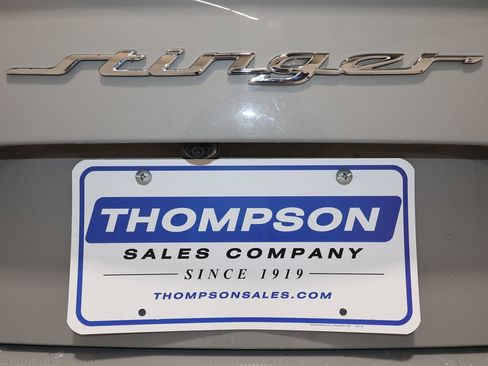 stinger
THOMPSON
SALES COMPANY
SINCE 1919
THOMPSONSALES.COM